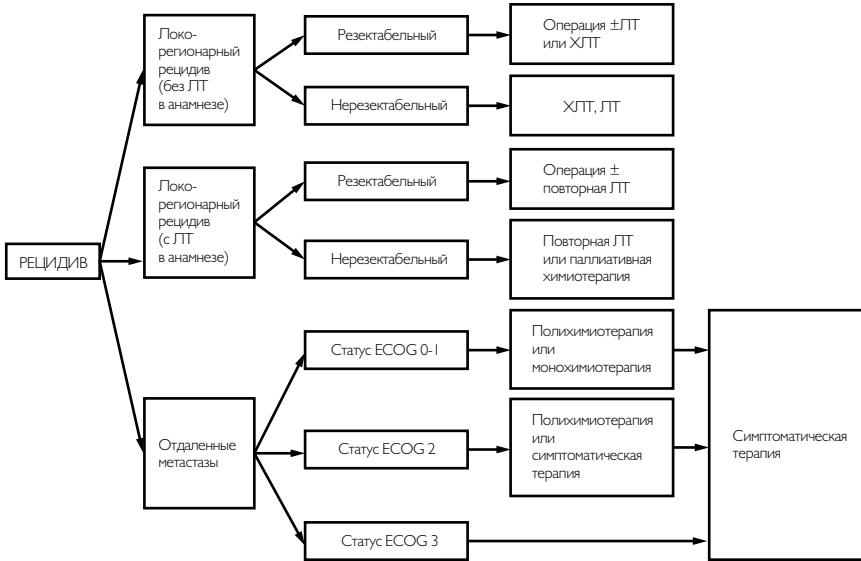 РЕЦИДИВ
Локо-
регионарный
рецидив
(без ЛТ
в анамнезе)
Резектабельный
Операция ±ЛТ
или ХЛТ
Нерезектабельный
ХЛТ, ЛТ
Локо-
регионарный
рецидив
(с ЛТ
в анамнезе)
Резектабельный
Операция ±
повторная ЛТ
Нерезектабельный
Повторная ЛТ
или паллиативная
химиотерапия
Отдаленные
метастазы
Статус ECOG 0-1
Полихимиотерапия
или
монохимиотерапия
Статус ECOG 2
Полихимиотерапия
или
симптоматическая
терапия
Статус ECOG 3
Симптоматическая
терапия